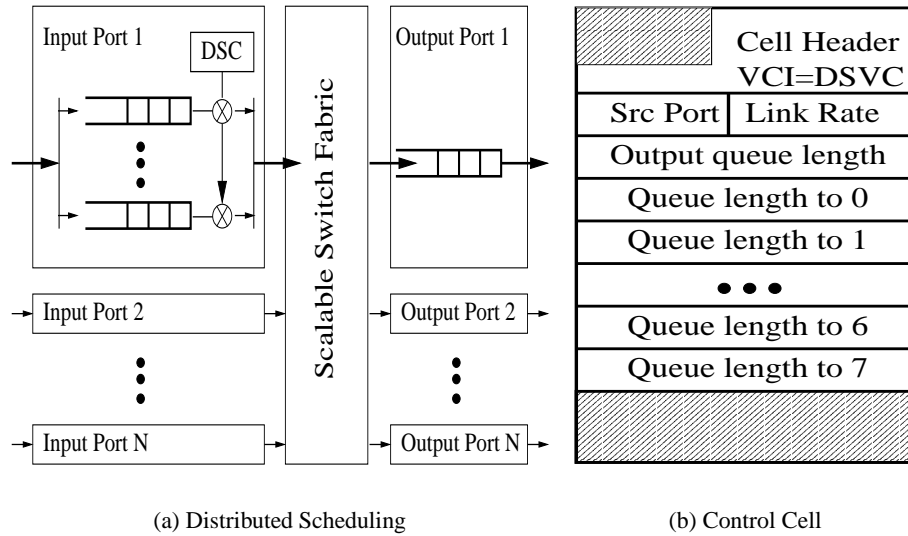 Input Port 1
DSC
Output Port 1
Scalable Switch Fabric
Input Port 2
Output Port 2
Input Port N
Output Port N
(a) Distributed Scheduling
Cell Header
VCI=DSVC
Src Port
Link Rate
Output queue length
Queue length to 0
Queue length to 1
Queue length to 6
Queue length to 7
(b) Control Cell